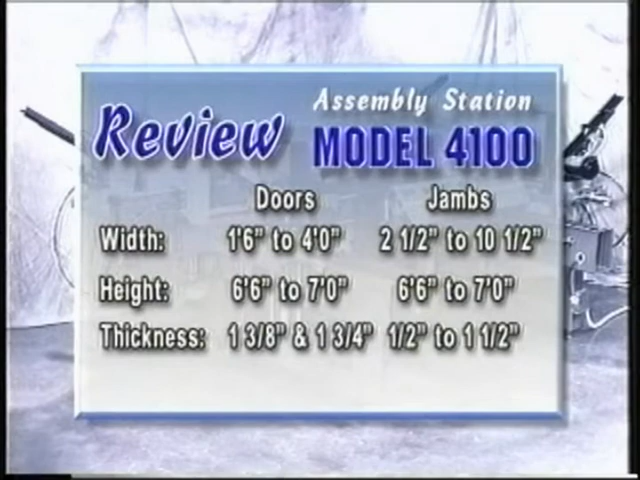 Review
Assembly Station
MODEL 4100
Doors Jambs
Width: 1'6" to 4'0" 2 1/2" to 10 1/2"
Height: 6'6" to 7'0" 6'6" to 7'0"
Thickness: 1 3/8" & 1 3/4" 1/2" to 1 1/2"